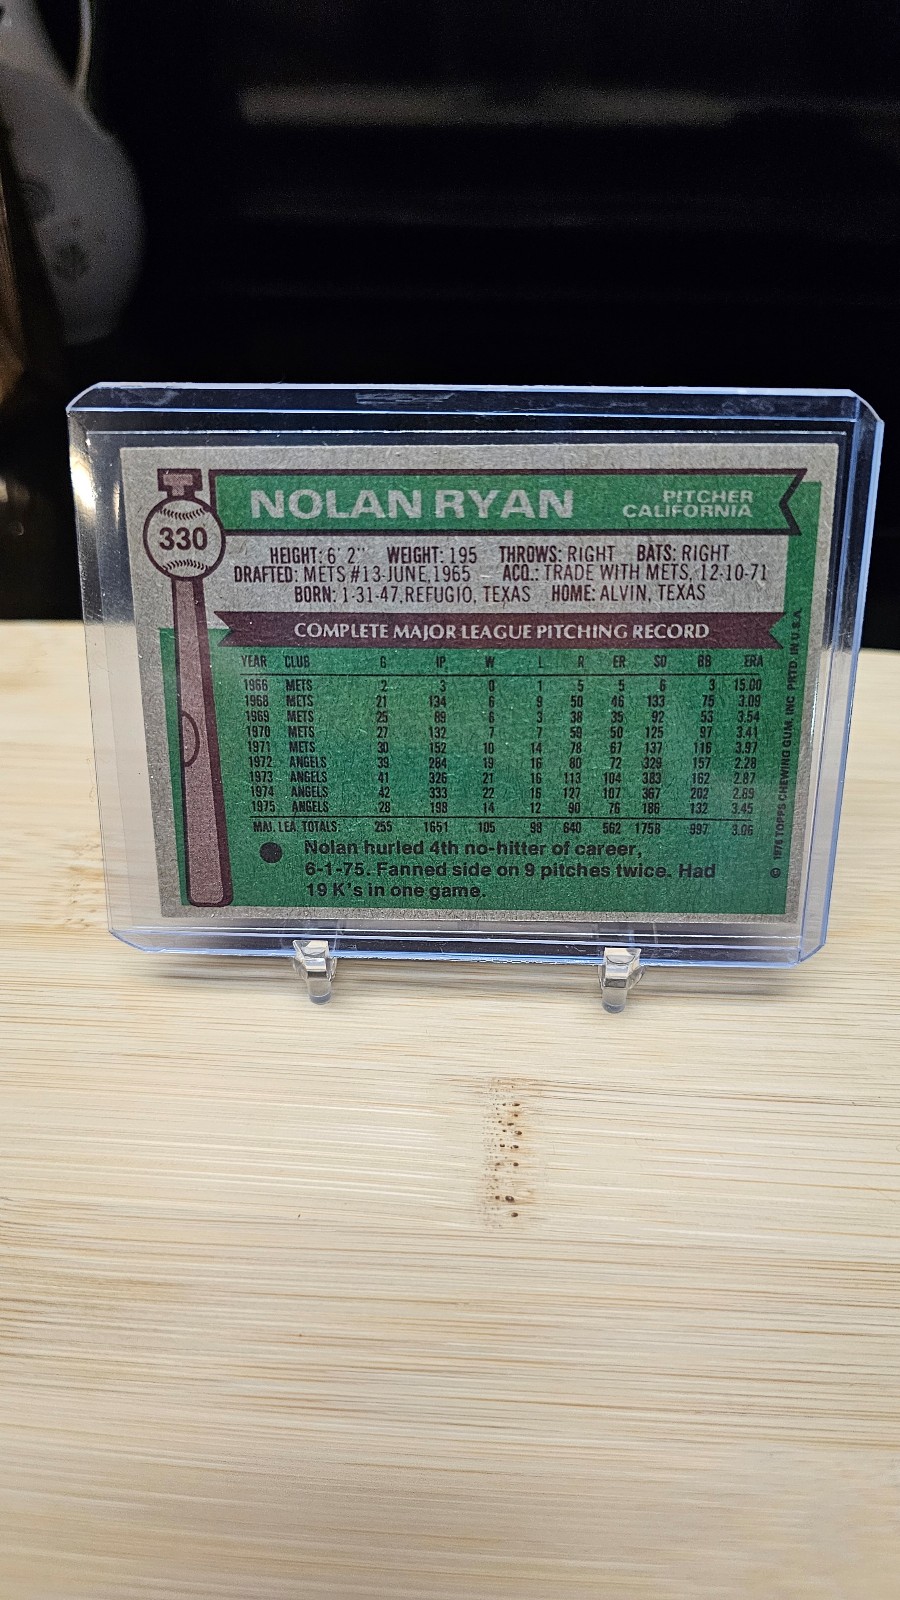 330
NOLAN RYAN PITCHER
CALIFORNIA
HEIGHT: 6' 2" WEIGHT: 195 THROWS: RIGHT BATS: RIGHT
DRAFTED: METS #13-JUNE, 1965 ACQ.: TRADE WITH METS, 12-10-71
BORN: 1-31-47, REFUGIO, TEXAS HOME: ALVIN, TEXAS
COMPLETE MAJOR LEAGUE PITCHING RECORD
YEAR CLUB G IP W L R ER SO BB ERA
1966 METS 2 3 0 1 5 5 6 3 15.00
1968 METS 21 134 6 9 50 46 133 75 3.09
1969 METS 25 89 6 3 38 35 92 53 3.54
1970 METS 27 132 7 7 59 50 125 97 3.41
1971 METS 30 152 10 14 78 67 137 116 3.97
1972 ANGELS 39 284 19 16 80 72 329 157 2.28
1973 ANGELS 41 326 21 16 113 104 383 162 2.87
1974 ANGELS 42 333 22 16 127 107 367 202 2.89
1975 ANGELS 28 198 14 12 90 76 186 132 3.45
MAJ. LEA. TOTALS: 255 1651 105 98 640 562 1758 997 3.06
Nolan hurled 4th no-hitter of career,
6-1-75. Fanned side on 9 pitches twice. Had
19 K's in one game.
© 1976 TOPPS CHEWING GUM, INC. PRTD. IN U.S.A.